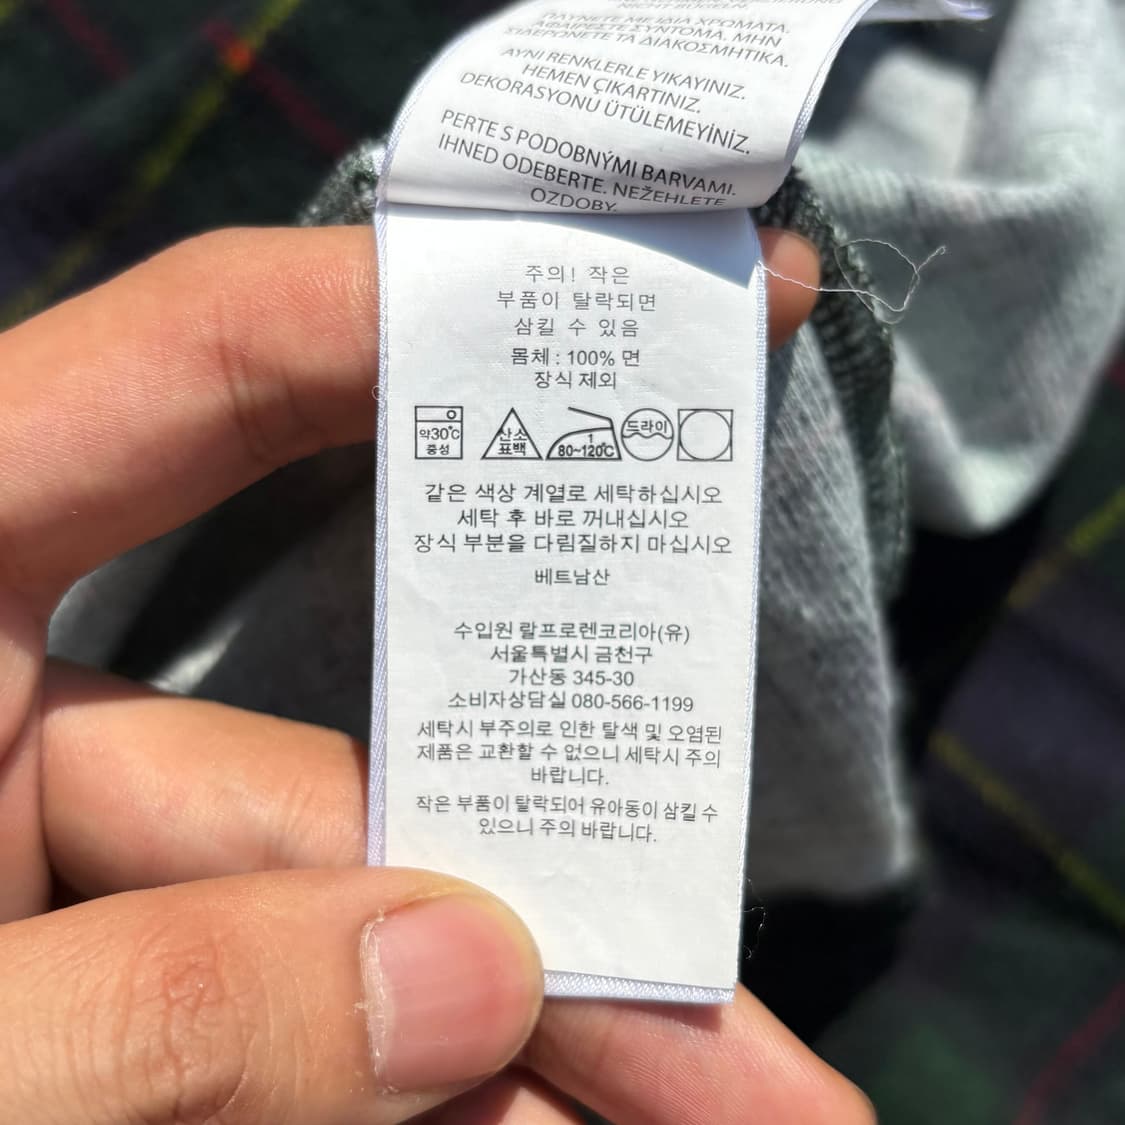 ΠΛΥΝΕΤΕ ΜΕ ΙΔΙΑ ΧΡΩΜΑΤΑ.
ΑΦΑΙΡΕΣΤΕ ΣΥΝΤΟΜΑ. ΜΗΝ
ΣΙΔΕΡΩΝΕΤΕ ΤΑ ΔΙΑΚΟΣΜΗΤΙΚΑ.
AYNI RENKLERLE YIKAYINIZ.
HEMEN ÇIKARTINIZ.
DEKORASYONU ÜTÜLEMEYİNİZ.
PERTE S PODOBNÝMI BARVAMI.
IHNED ODEBERTE. NEŽEHLETE
OZDOBY.
주의! 작은
부품이 탈락되면
삼킬 수 있음
몸체 : 100% 면
장식 제외
약30℃
중성
산소
표백
1
80~120℃
드라이
같은 색상 계열로 세탁하십시오
세탁 후 바로 꺼내십시오
장식 부분을 다림질하지 마십시오
베트남산
수입원 랄프로렌코리아(유)
서울특별시 금천구
가산동 345-30
소비자상담실 080-566-1199
세탁시 부주의로 인한 탈색 및 오염된
제품은 교환할 수 없으니 세탁시 주의
바랍니다.
작은 부품이 탈락되어 유아동이 삼킬 수
있으니 주의 바랍니다.